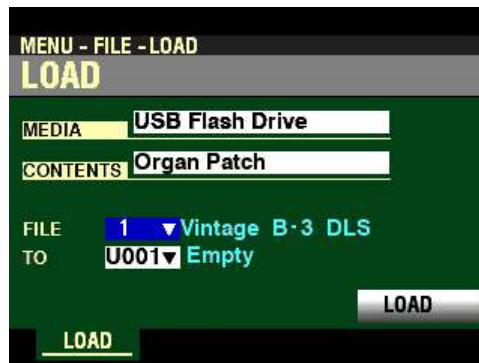 MENU - FILE - LOAD
LOAD
MEDIA USB Flash Drive
CONTENTS Organ Patch
FILE 1 ▼ Vintage B-3 DLS
TO U001▼ Empty
LOAD
LOAD